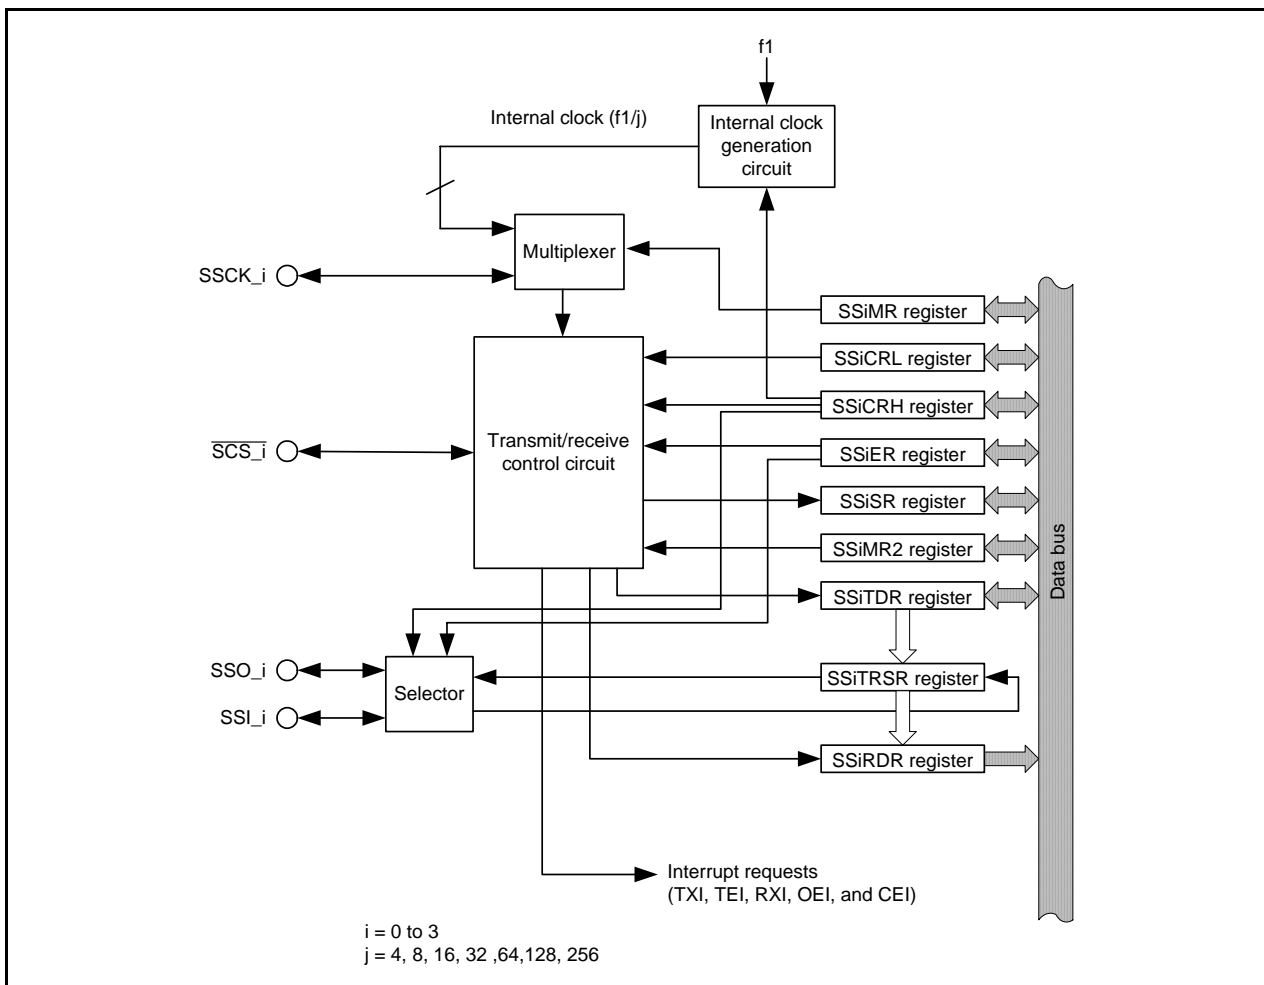 f1
Internal clock (f1/j)
Internal clock
generation
circuit
Multiplexer
SSCK_i
SSiMR register
SSiCRL register
SSiCRH register
SCS_i
Transmit/receive
control circuit
SSiER register
SSiSR register
SSiMR2 register
Data bus
SSiTDR register
SSO_i
SSI_i
Selector
SSiTRSR register
SSiRDR register
Interrupt requests
(TXI, TEI, RXI, OEI, and CEI)
i = 0 to 3
j = 4, 8, 16, 32 ,64,128, 256